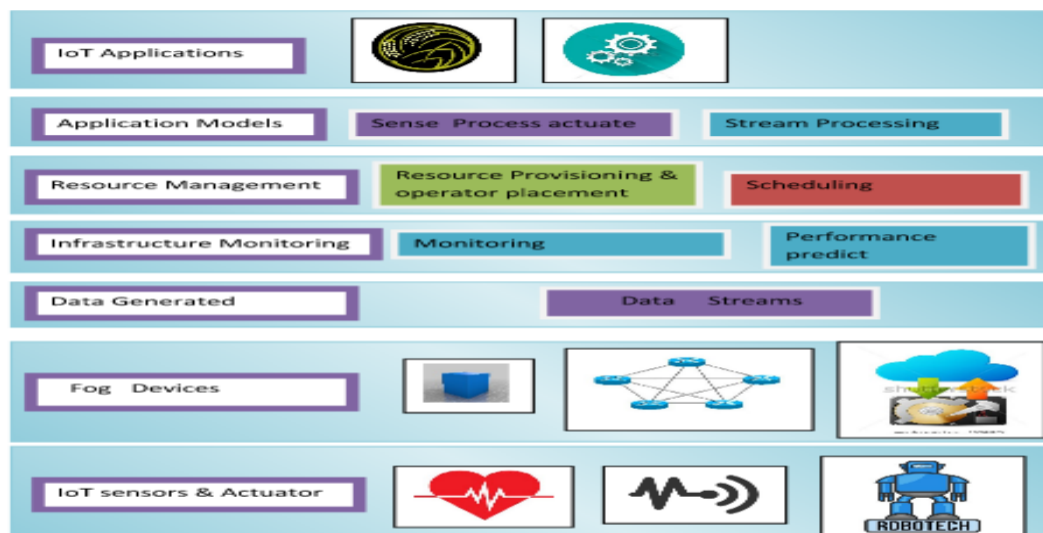 IoT Applications
Application Models
Sense Process actuate
Stream Processing
Resource Management
Resource Provisioning &
operator placement
Scheduling
Infrastructure Monitoring
Monitoring
Performance
predict
Data Generated
Data Streams
Fog Devices
IoT sensors & Actuator
ROBOTECH